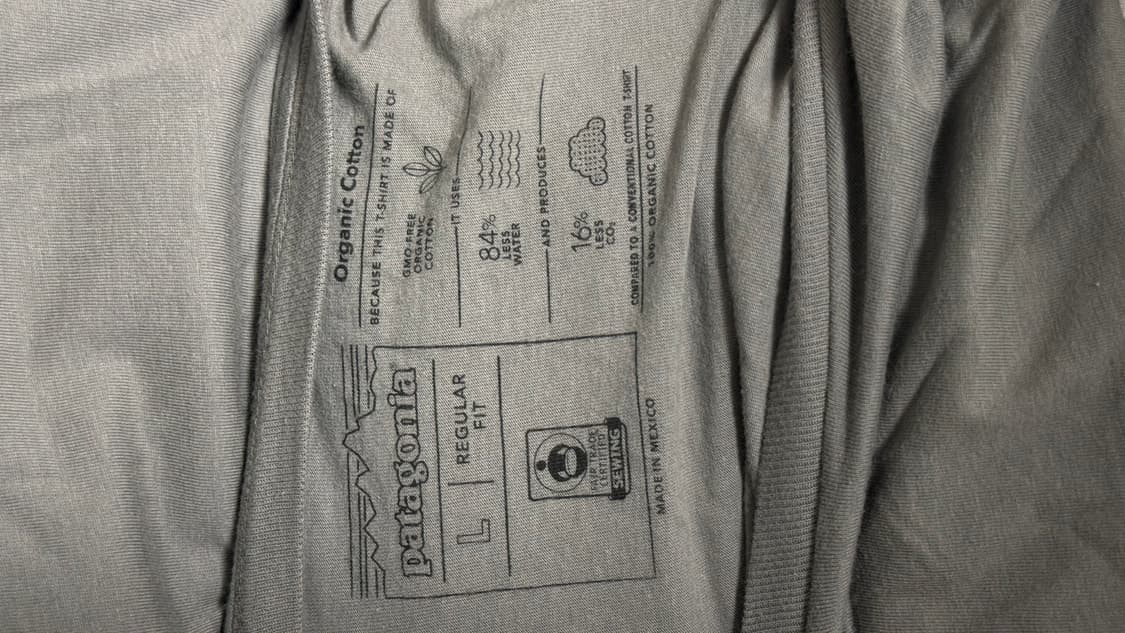 patagonia
L | REGULAR
FIT
FAIR TRADE
CERTIFIED
SEWING
MADE IN MEXICO
Organic Cotton
BECAUSE THIS T-SHIRT IS MADE OF
GMO-FREE
ORGANIC
COTTON
IT USES
84%
LESS
WATER
AND PRODUCES
16%
LESS
CO₂
COMPARED TO A CONVENTIONAL COTTON T-SHIRT
100% ORGANIC COTTON